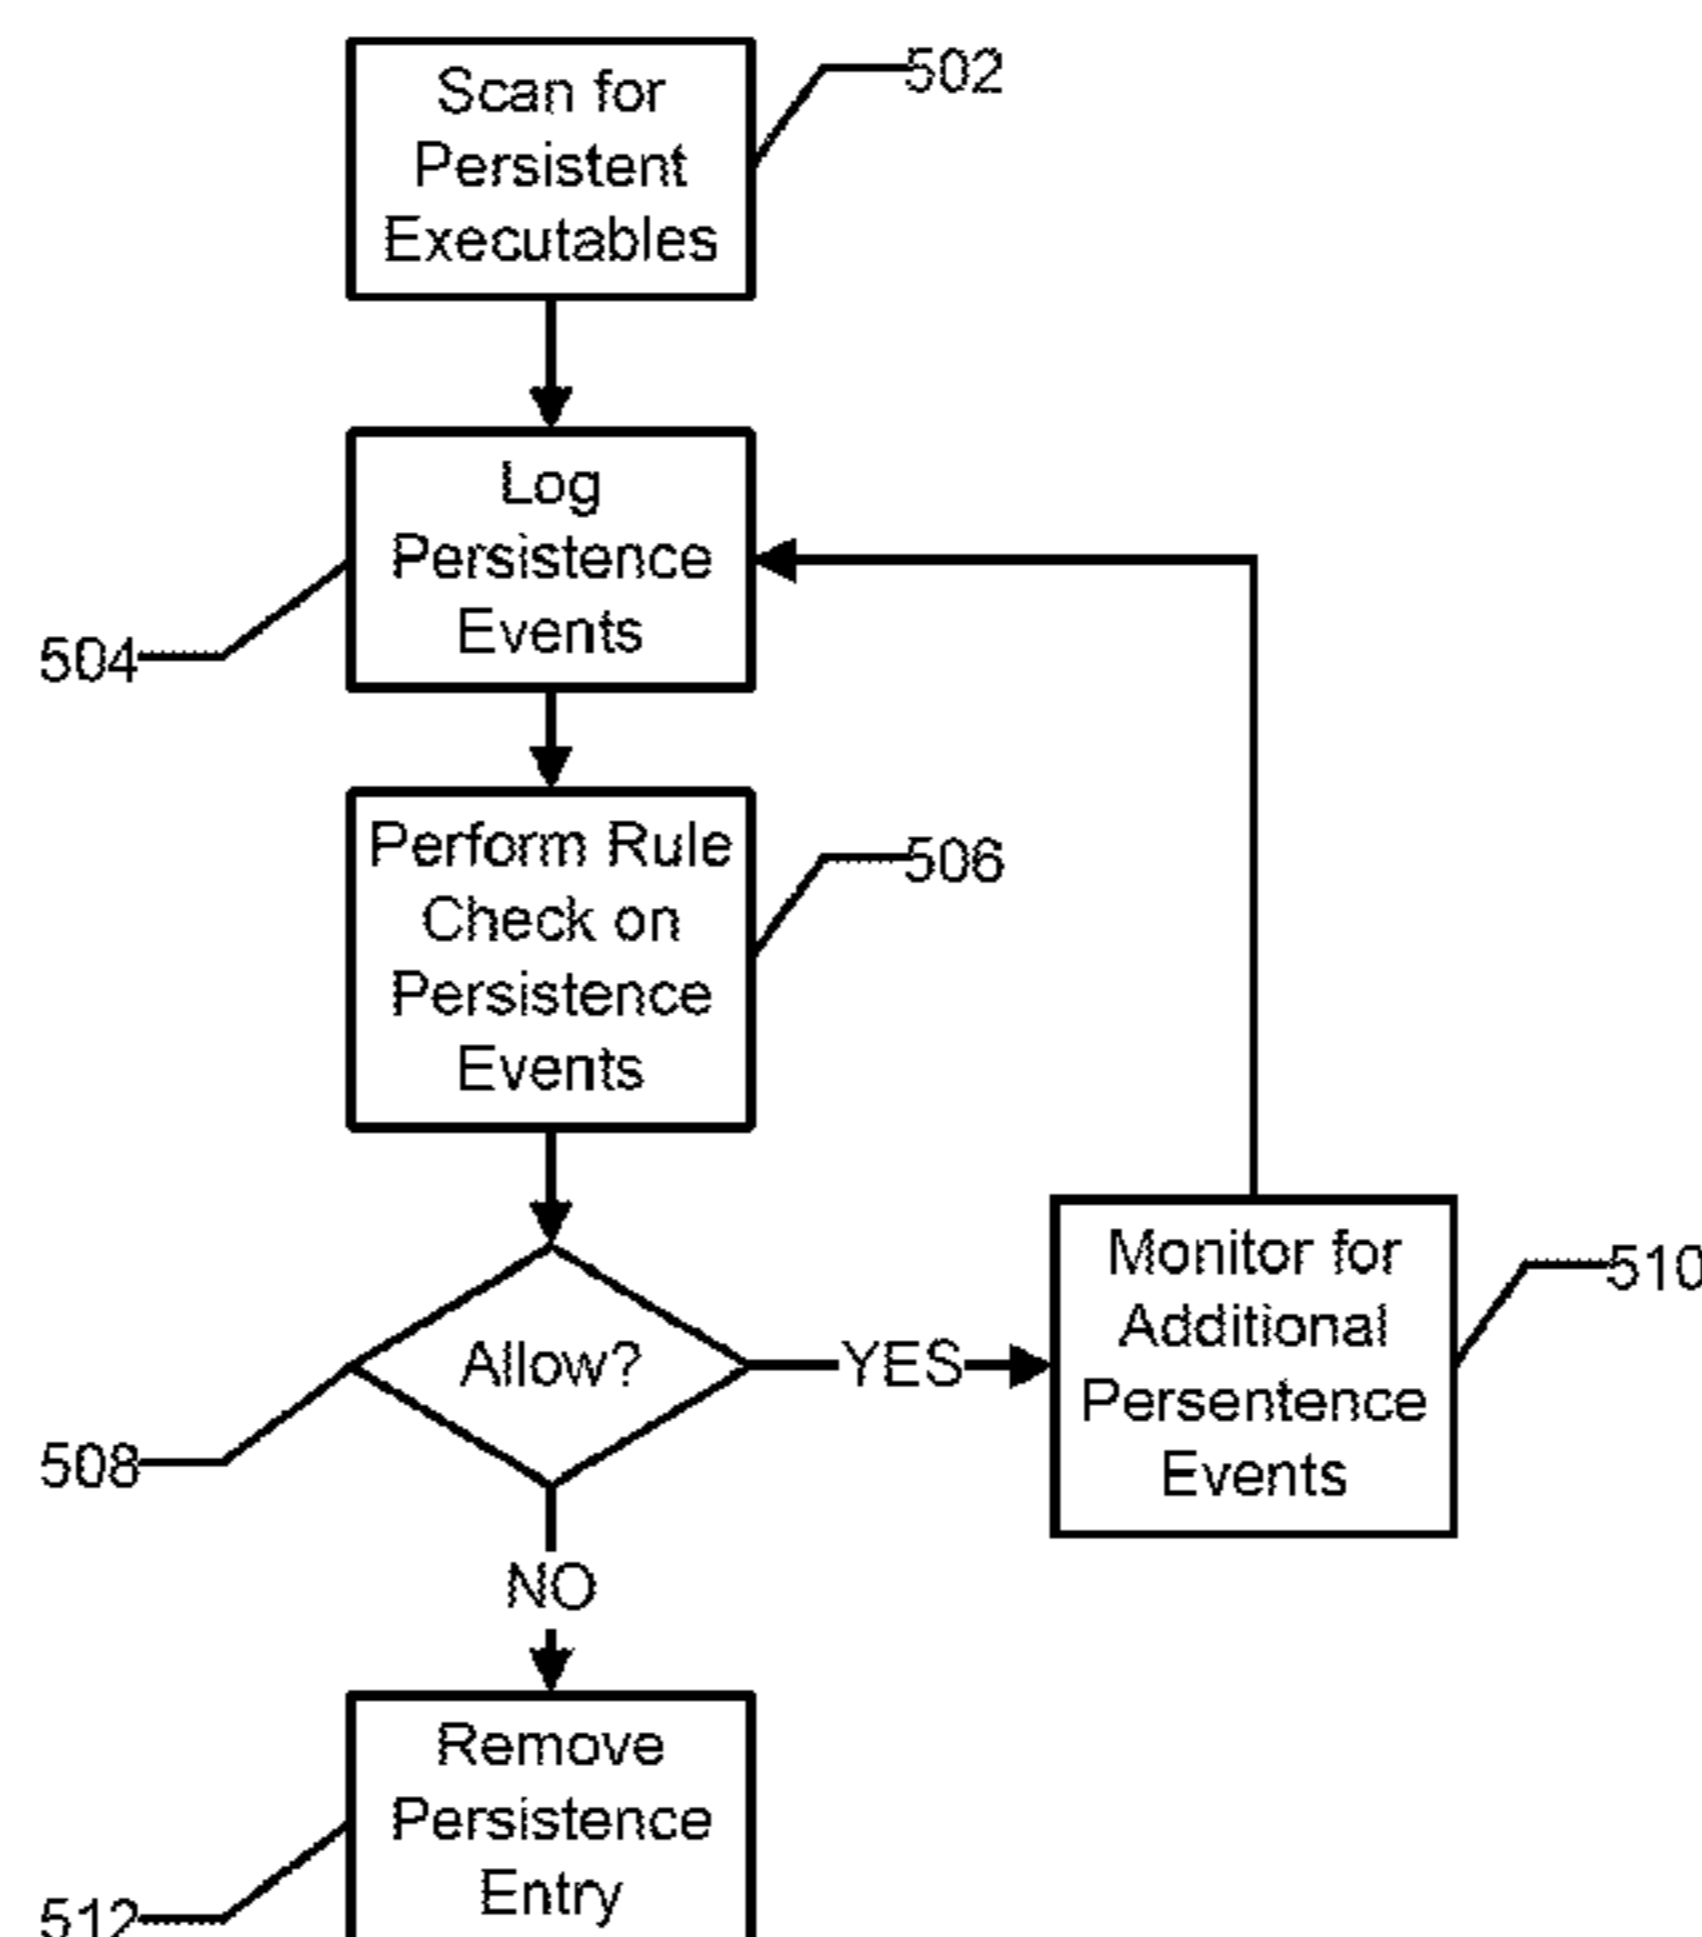 Scan for
Persistent
Executables
502
Log
Persistence
Events
504
Perform Rule
Check on
Persistence
Events
506
Allow?
508
YES
Monitor for
Additional
Persentence
Events
510
NO
Remove
Persistence
Entry
512